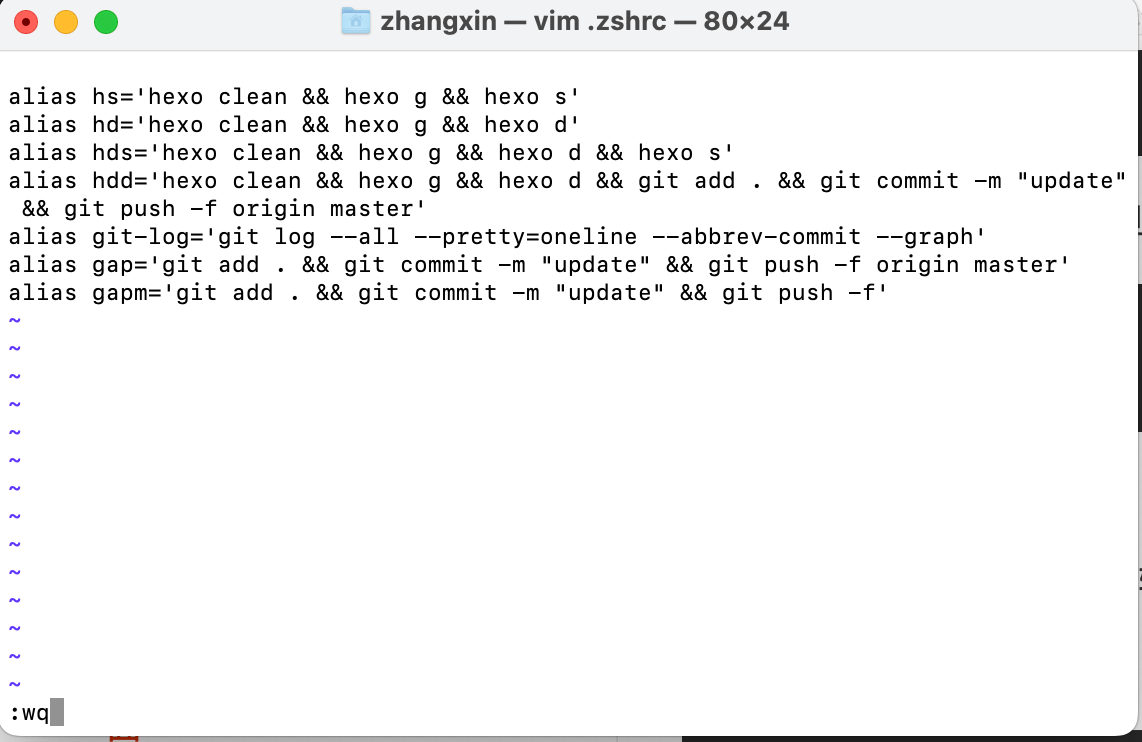 zhangxin — vim .zshrc — 80×24
alias hs='hexo clean && hexo g && hexo s'
alias hd='hexo clean && hexo g && hexo d'
alias hds='hexo clean && hexo g && hexo d && hexo s'
alias hdd='hexo clean && hexo g && hexo d && git add . && git commit -m "update"
 && git push -f origin master'
alias git-log='git log --all --pretty=oneline --abbrev-commit --graph'
alias gap='git add . && git commit -m "update" && git push -f origin master'
alias gapm='git add . && git commit -m "update" && git push -f'
~
~
~
~
~
~
~
~
~
~
~
~
~
~
:wq